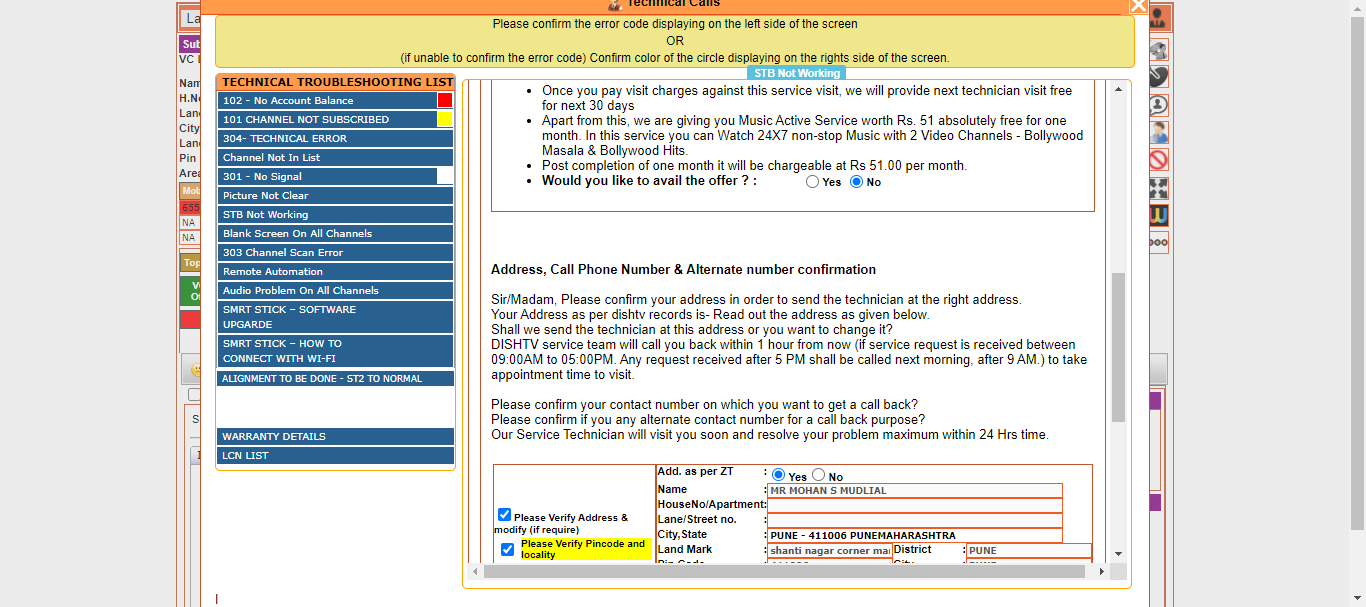 Technical Calls
Please confirm the error code displaying on the left side of the screen
OR
(if unable to confirm the error code) Confirm color of the circle displaying on the rights side of the screen.
La
Sub
VC
Nam
H.No
Lan
City
Lan
Pin
Area
Mob
655
NA
NA
Top
TECHNICAL TROUBLESHOOTING LIST
102 - No Account Balance
101 CHANNEL NOT SUBSCRIBED
304- TECHNICAL ERROR
Channel Not In List
301 - No Signal
Picture Not Clear
STB Not Working
Blank Screen On All Channels
303 Channel Scan Error
Remote Automation
Audio Problem On All Channels
SMRT STICK – SOFTWARE
UPGARDE
SMRT STICK – HOW TO
CONNECT WITH WI-FI
ALIGNMENT TO BE DONE - ST2 TO NORMAL
WARRANTY DETAILS
LCN LIST
STB Not Working
• Once you pay visit charges against this service visit, we will provide next technician visit free
for next 30 days
• Apart from this, we are giving you Music Active Service worth Rs. 51 absolutely free for one
month. In this service you can Watch 24X7 non-stop Music with 2 Video Channels - Bollywood
Masala & Bollywood Hits.
• Post completion of one month it will be chargeable at Rs 51.00 per month.
• Would you like to avail the offer ? : Yes No
Address, Call Phone Number & Alternate number confirmation
Sir/Madam, Please confirm your address in order to send the technician at the right address.
Your Address as per dishtv records is- Read out the address as given below.
Shall we send the technician at this address or you want to change it?
DISHTV service team will call you back within 1 hour from now (if service request is received between
09:00AM to 05:00PM. Any request received after 5 PM shall be called next morning, after 9 AM.) to take
appointment time to visit.
Please confirm your contact number on which you want to get a call back?
Please confirm if you any alternate contact number for a call back purpose?
Our Service Technician will visit you soon and resolve your problem maximum within 24 Hrs time.
Please Verify Address &
modify (if require)
Please Verify Pincode and
locality
Add. as per ZT : Yes No
Name : MR MOHAN S MUDLIAL
HouseNo/Apartment:
Lane/Street no. :
City,State : PUNE - 411006 PUNEMAHARASHTRA
Land Mark : shanti nagar corner mai District : PUNE